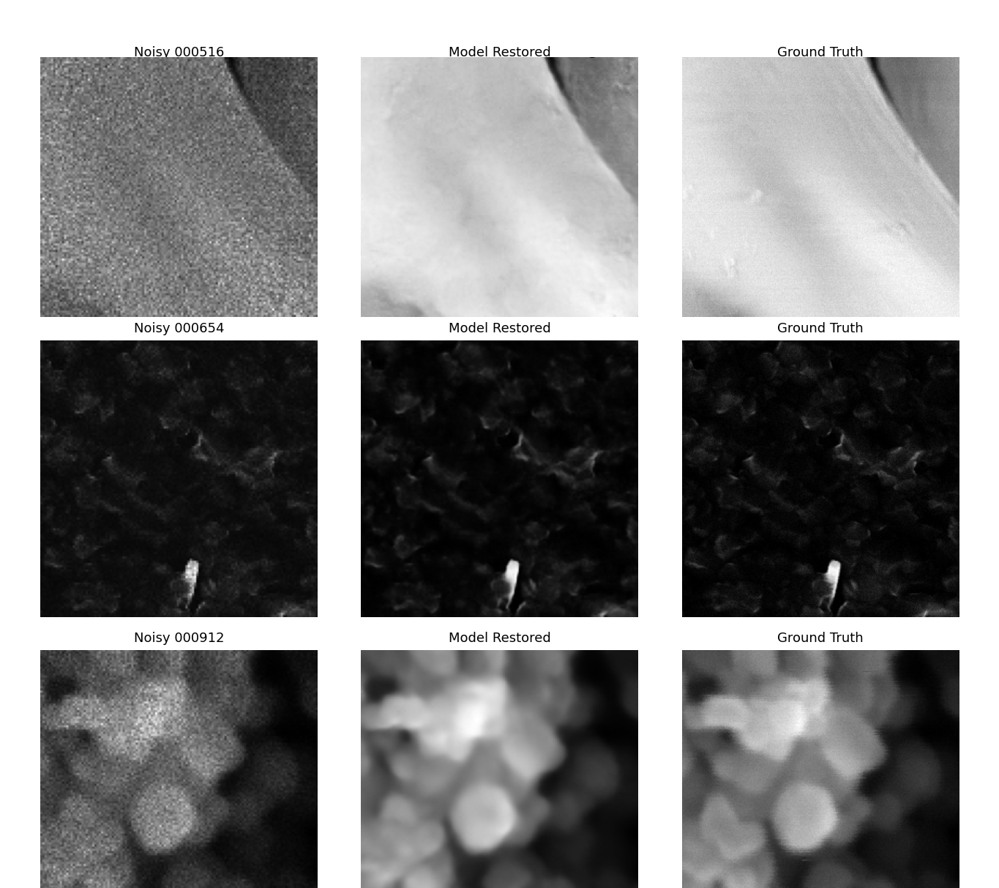 Noisy 000516 Model Restored Ground Truth
Noisy 000654 Model Restored Ground Truth
Noisy 000912 Model Restored Ground Truth